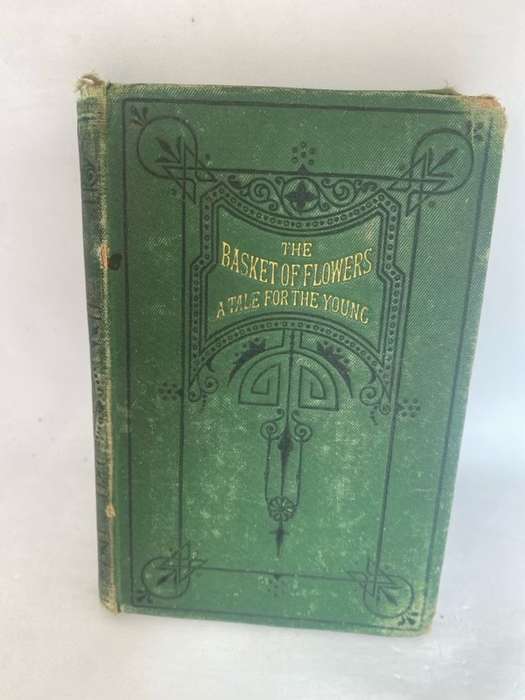 THE
BASKET OF FLOWERS
A TALE FOR THE YOUNG